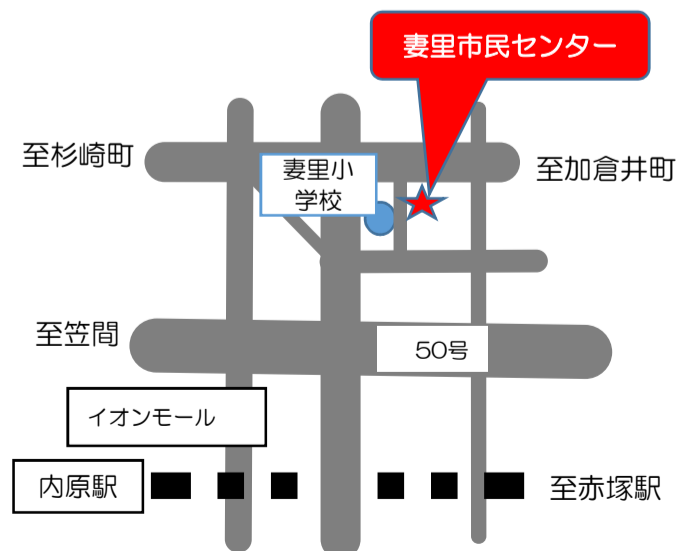 妻里市民センター
至杉崎町
妻里小
学校
至加倉井町
至笠間
50号
イオンモール
内原駅
至赤塚駅